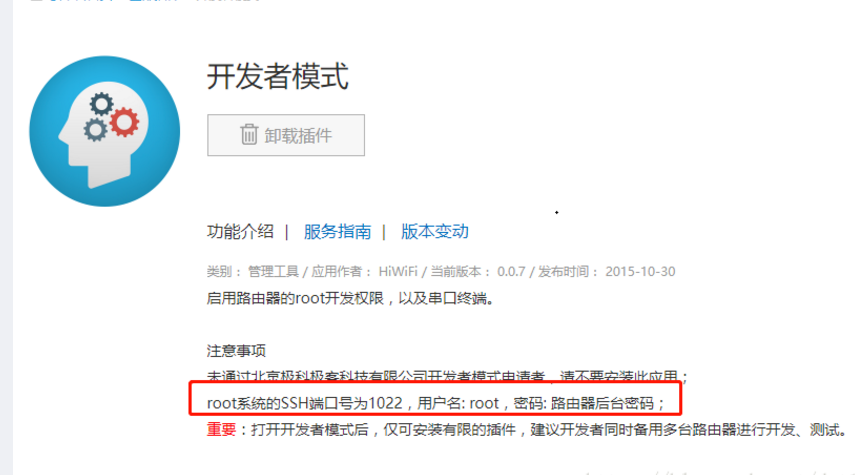 开发者模式
卸载插件
功能介绍 | 服务指南 | 版本变动
类别： 管理工具 / 应用作者： HiWiFi / 当前版本： 0.0.7 / 发布时间： 2015-10-30
启用路由器的root开发权限，以及串口终端。
注意事项
未通过北京极科极客科技有限公司开发者模式申请者，请不要安装此应用；
root系统的SSH端口号为1022，用户名: root，密码: 路由器后台密码；
重要：打开开发者模式后，仅可安装有限的插件，建议开发者同时备用多台路由器进行开发、测试。